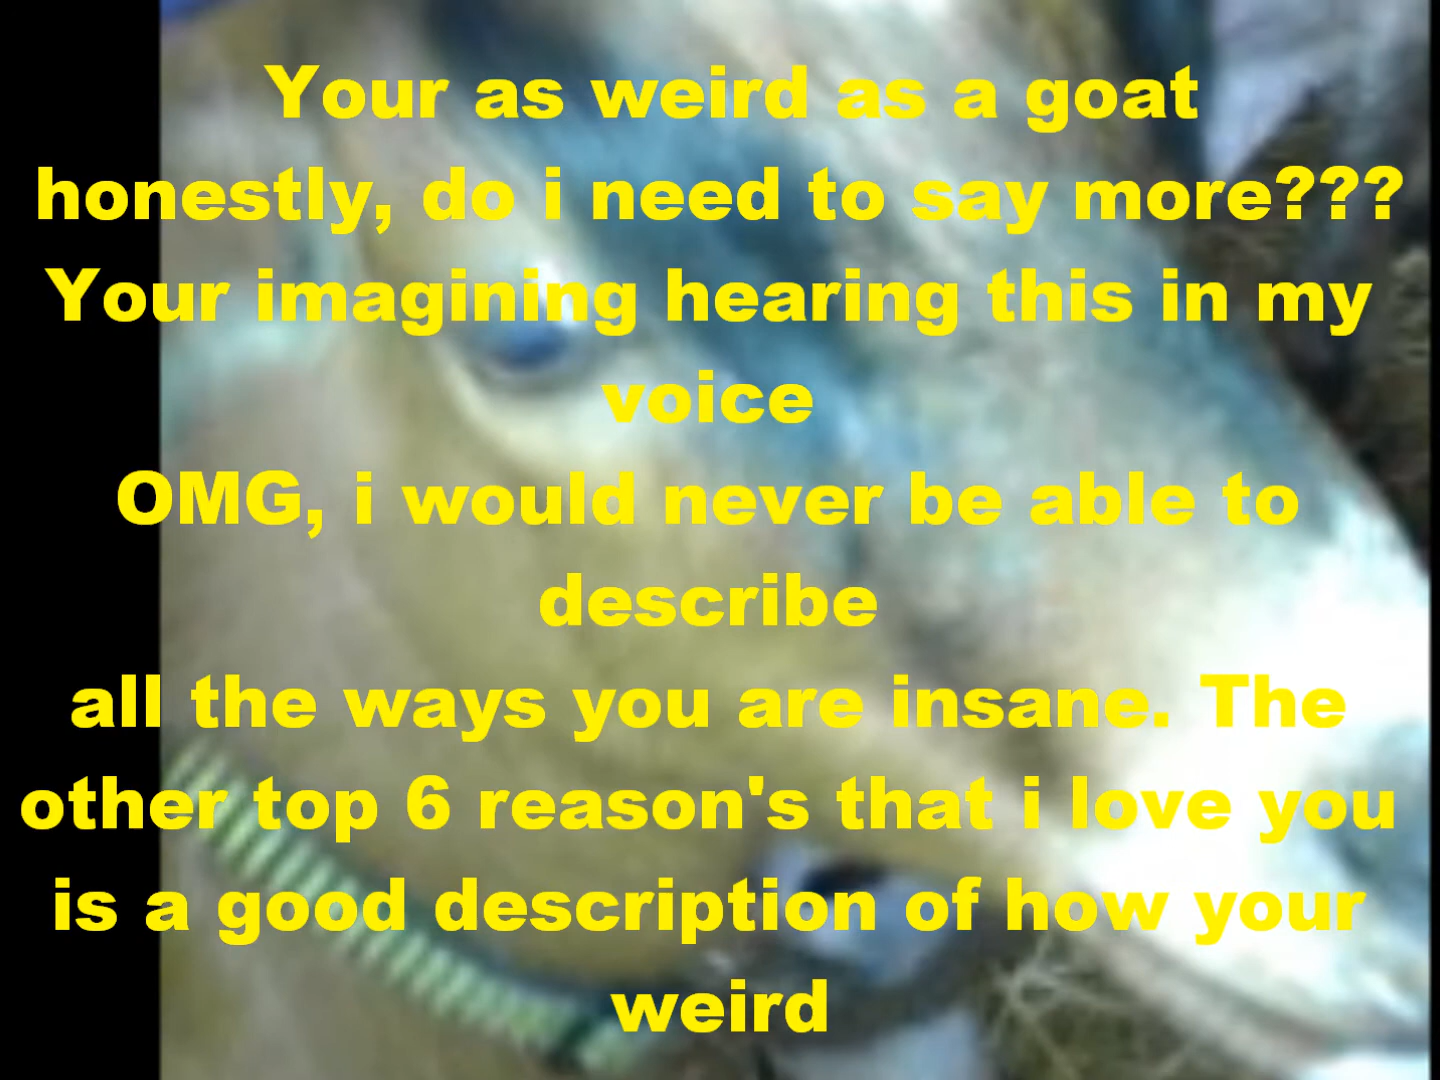 Your as weird as a goat
honestly, do i need to say more???
Your imagining hearing this in my
voice
OMG, i would never be able to
describe
all the ways you are insane. The
other top 6 reason's that i love you
is a good description of how your
weird